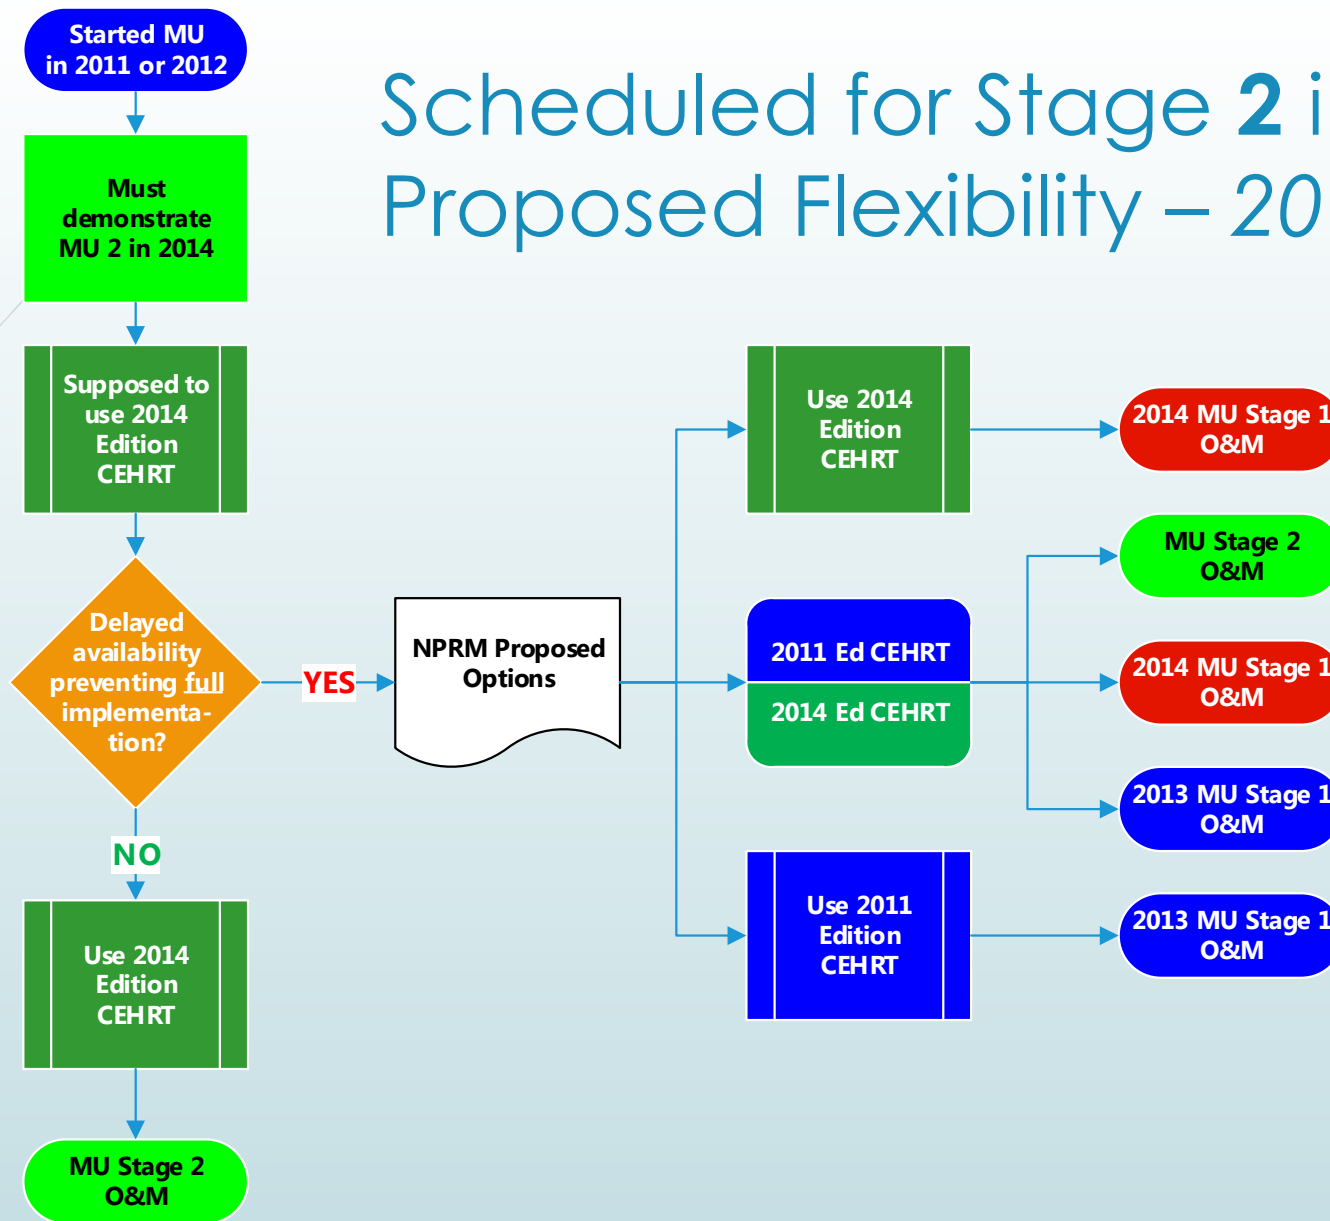 Started MU
in 2011 or 2012
Scheduled for Stage 2 i
Proposed Flexibility – 20
Must
demonstrate
MU 2 in 2014
Supposed to
use 2014
Edition
CEHRT
Delayed
availability
preventing full
implementa-
tion?
YES
NPRM Proposed
Options
Use 2014
Edition
CEHRT
2014 MU Stage 1
O&M
MU Stage 2
O&M
2011 Ed CEHRT
2014 Ed CEHRT
2014 MU Stage 1
O&M
2013 MU Stage 1
O&M
Use 2011
Edition
CEHRT
2013 MU Stage 1
O&M
NO
Use 2014
Edition
CEHRT
MU Stage 2
O&M